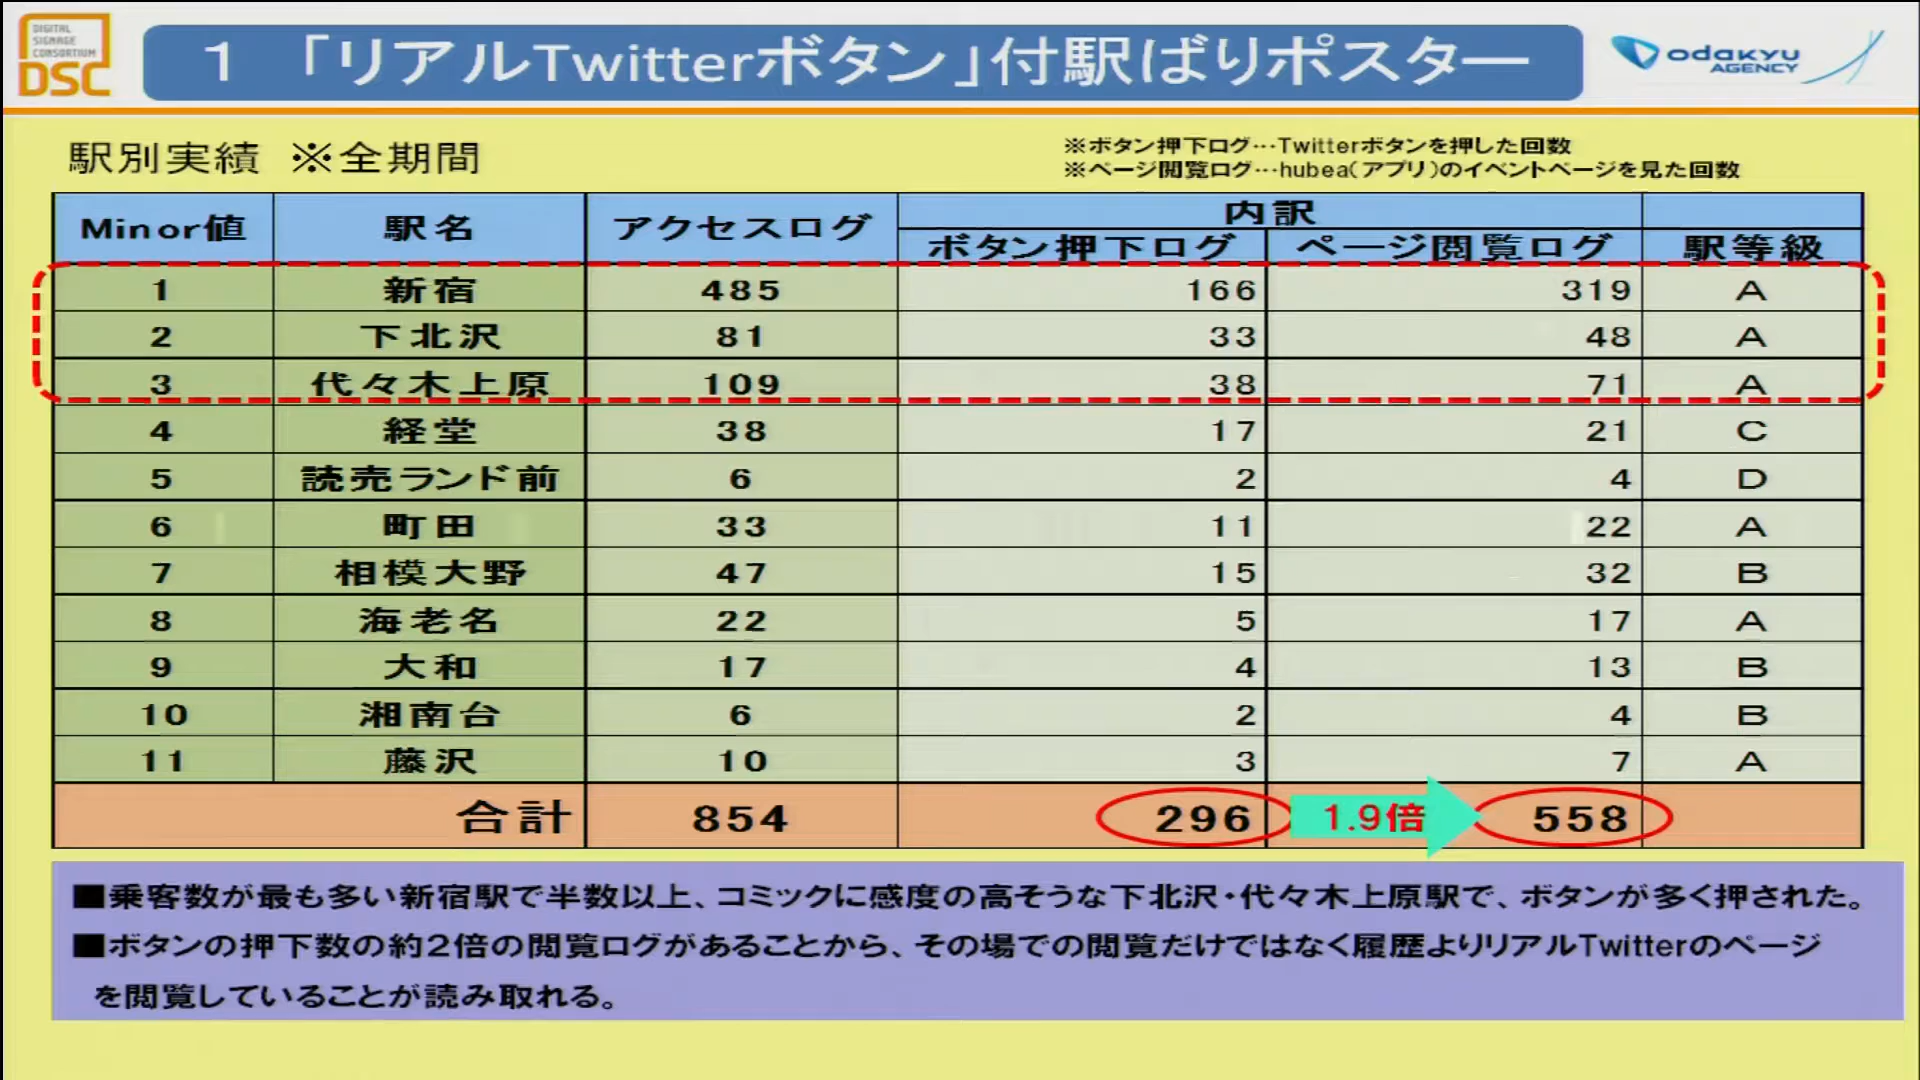 DIGITAL
SIGNAGE
CONSORTIUM
DSC
1 「リアルTwitterボタン」付駅ばりポスター
odakyu
AGENCY
駅別実績 ※全期間
※ボタン押下ログ…Twitterボタンを押した回数
※ページ閲覧ログ…hubea(アプリ)のイベントページを見た回数
Minor値 駅名 アクセスログ 内訳
ボタン押下ログ ページ閲覧ログ 駅等級
1 新宿 485 166 319 A
2 下北沢 81 33 48 A
3 代々木上原 109 38 71 A
4 経堂 38 17 21 C
5 読売ランド前 6 2 4 D
6 町田 33 11 22 A
7 相模大野 47 15 32 B
8 海老名 22 5 17 A
9 大和 17 4 13 B
10 湘南台 6 2 4 B
11 藤沢 10 3 7 A
合計 854 296 1.9倍 558
■乗客数が最も多い新宿駅で半数以上、コミックに感度の高そうな下北沢・代々木上原駅で、ボタンが多く押された。
■ボタンの押下数の約2倍の閲覧ログがあることから、その場での閲覧だけではなく履歴よりリアルTwitterのページ
を閲覧していることが読み取れる。